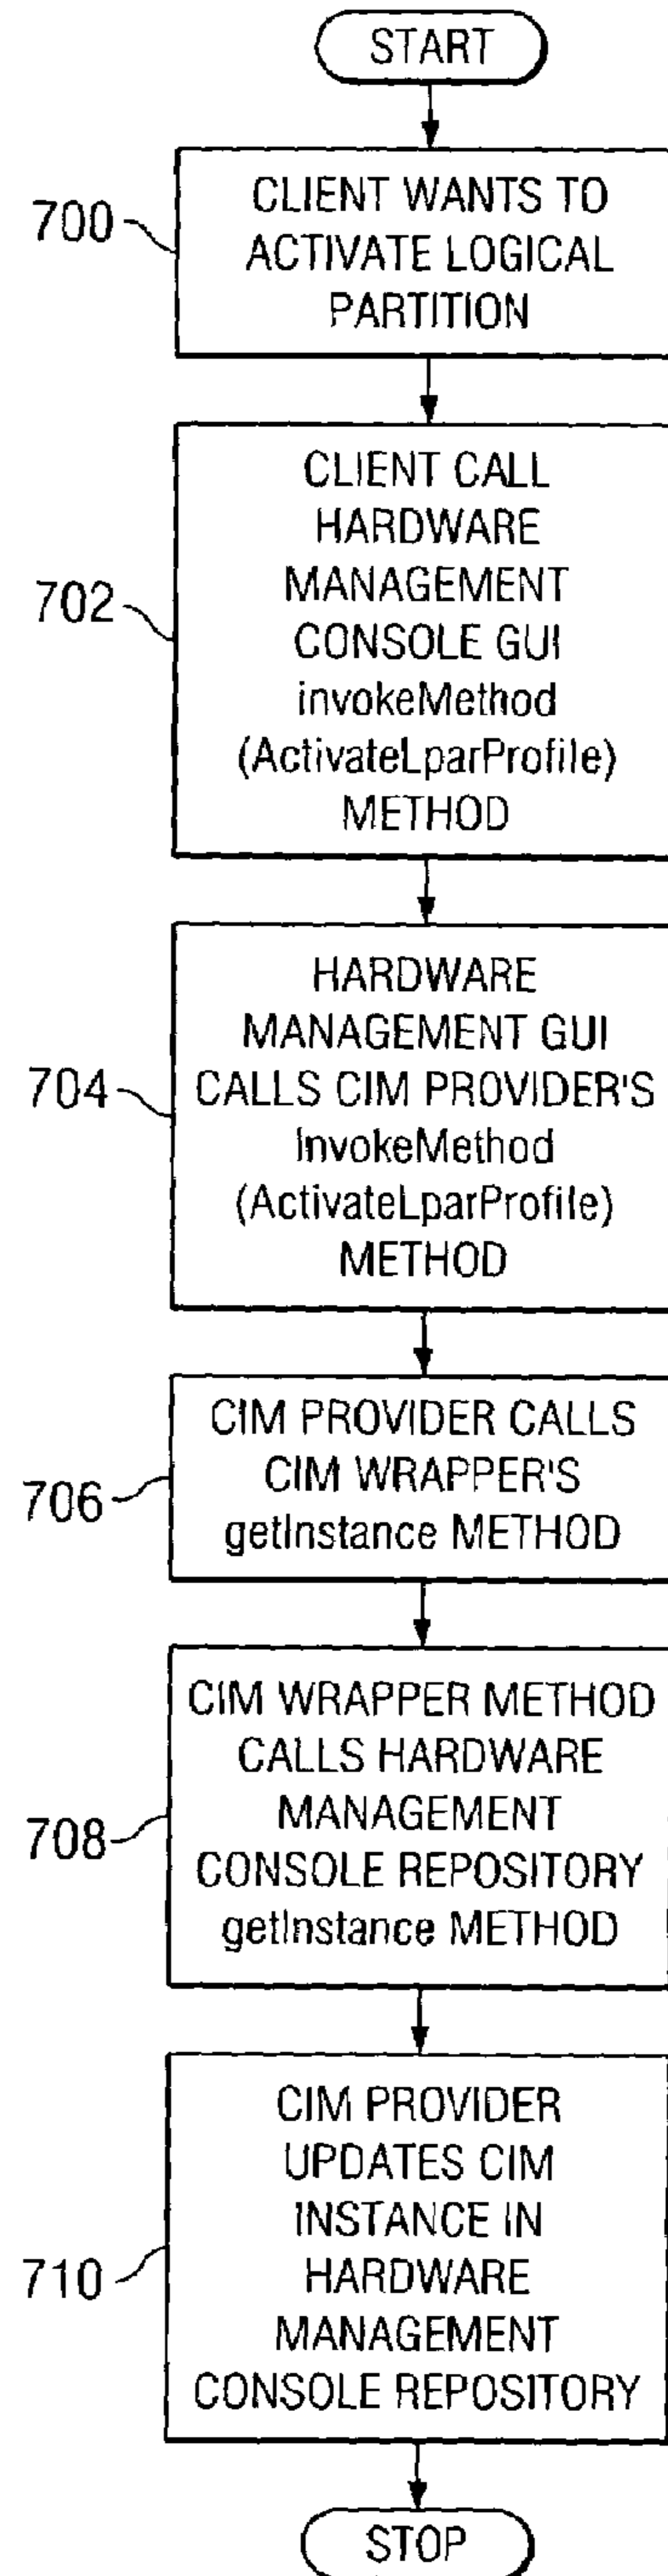 START
700
CLIENT WANTS TO
ACTIVATE LOGICAL
PARTITION
702
CLIENT CALL
HARDWARE
MANAGEMENT
CONSOLE GUI
invokeMethod
(ActivateLparProfile)
METHOD
704
HARDWARE
MANAGEMENT GUI
CALLS CIM PROVIDER'S
InvokeMethod
(ActivateLparProfile)
METHOD
706
CIM PROVIDER CALLS
CIM WRAPPER'S
getInstance METHOD
708
CIM WRAPPER METHOD
CALLS HARDWARE
MANAGEMENT
CONSOLE REPOSITORY
getInstance METHOD
710
CIM PROVIDER
UPDATES CIM
INSTANCE IN
HARDWARE
MANAGEMENT
CONSOLE REPOSITORY
STOP